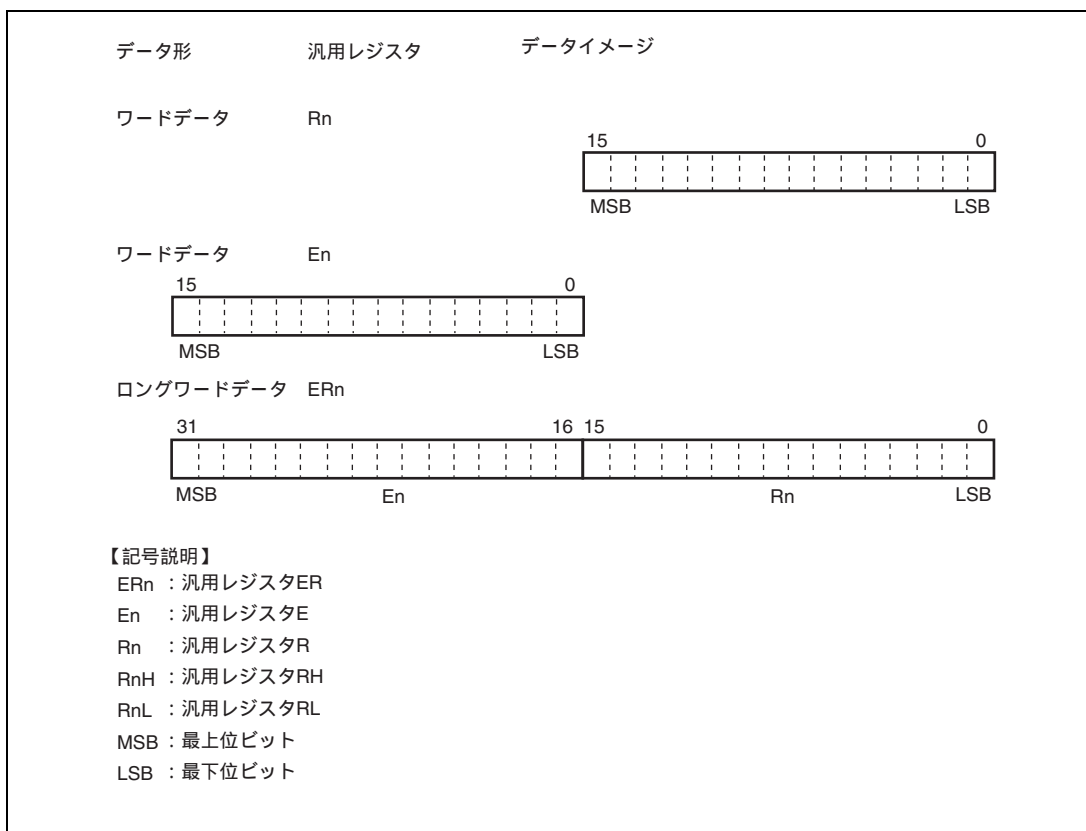 データ形 汎用レジスタ データイメージ
ワードデータ Rn
15 0
MSB LSB
ワードデータ En
15 0
MSB LSB
ロングワードデータ ERn
31 16 15 0
MSB En Rn LSB
【記号説明】
ERn ：汎用レジスタER
En ：汎用レジスタE
Rn ：汎用レジスタR
RnH ：汎用レジスタRH
RnL ：汎用レジスタRL
MSB ：最上位ビット
LSB ：最下位ビット